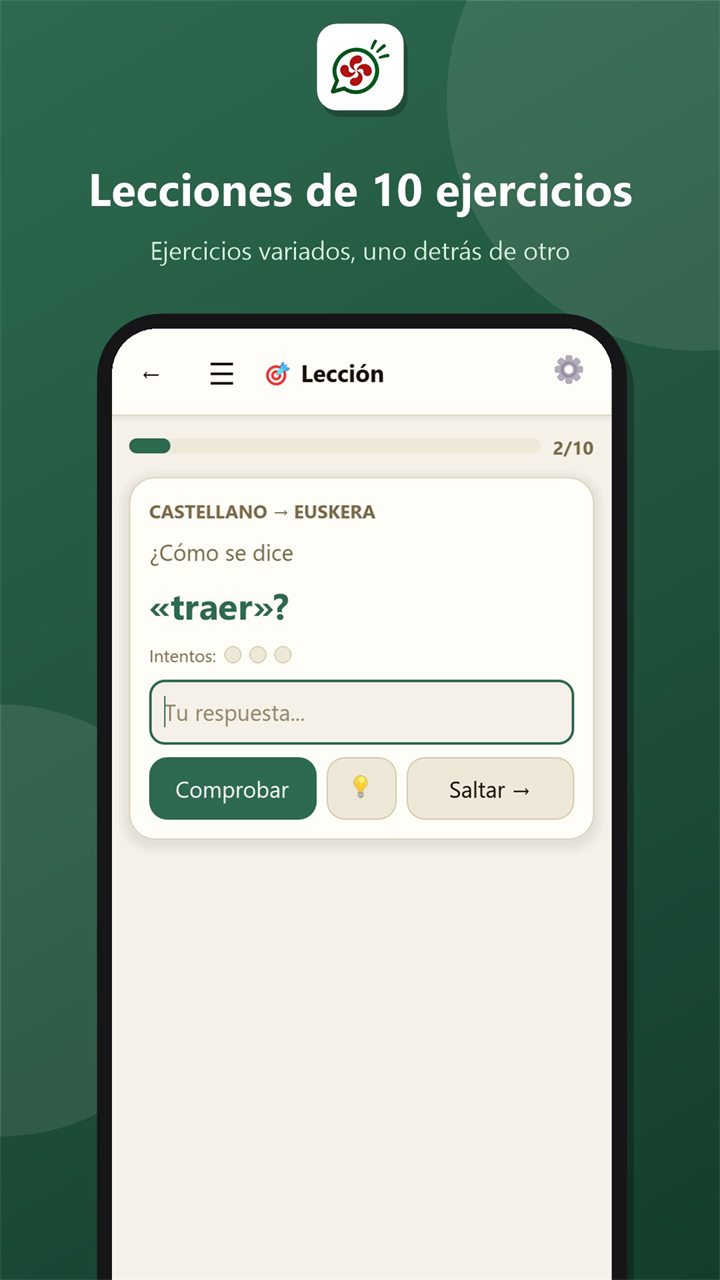 Lecciones de 10 ejercicios
Ejercicios variados, uno detrás de otro
← ☰ 🎯 Lección
2/10
CASTELLANO → EUSKERA
¿Cómo se dice
«traer»?
Intentos:
Tu respuesta...
Comprobar
Saltar →